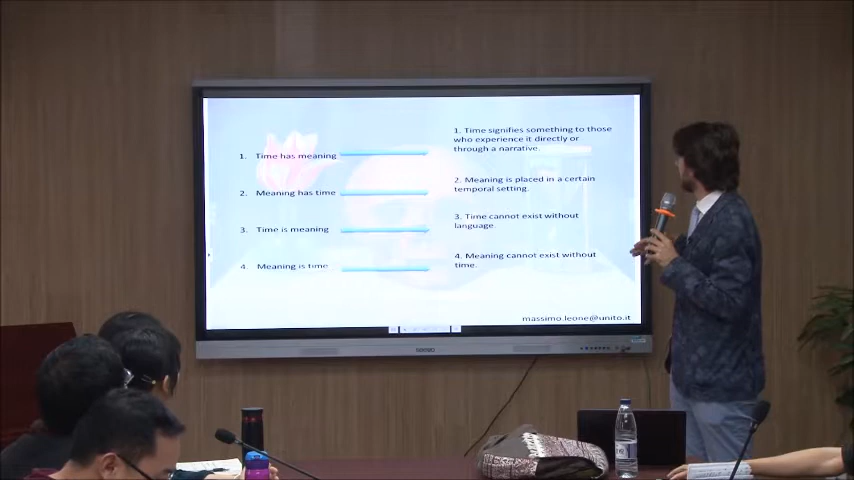 1. Time has meaning
2. Meaning has time
3. Time is meaning
4. Meaning is time
1. Time signifies something to those
who experience it directly or
through a narrative.
2. Meaning is placed in a certain
temporal setting.
3. Time cannot exist without
language.
4. Meaning cannot exist without
time.
massimo.leone@unito.it